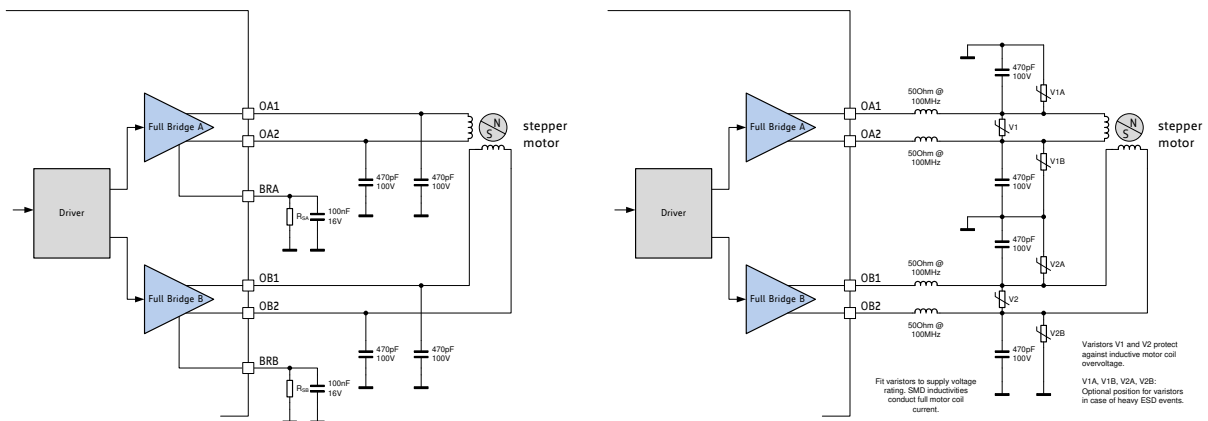 OA1
N
S
stepper
motor
Full Bridge A
OA2
470pF
100V
470pF
100V
BRA
Driver
RSA
100nF
16V
OB1
Full Bridge B
OB2
470pF
100V
470pF
100V
BRB
RSB
100nF
16V
470pF
100V
V1A
50Ohm @
100MHz
OA1
V1
N
S
stepper
motor
Full Bridge A
OA2
50Ohm @
100MHz
V1B
470pF
100V
Driver
470pF
100V
50Ohm @
100MHz
V2A
OB1
Full Bridge B
V2
OB2
50Ohm @
100MHz
V2B
470pF
100V
Varistors V1 and V2 protect
against inductive motor coil
overvoltage.
V1A, V1B, V2A, V2B:
Optional position for varistors
in case of heavy ESD events.
Fit varistors to supply voltage
rating. SMD inductivities
conduct full motor coil
current.